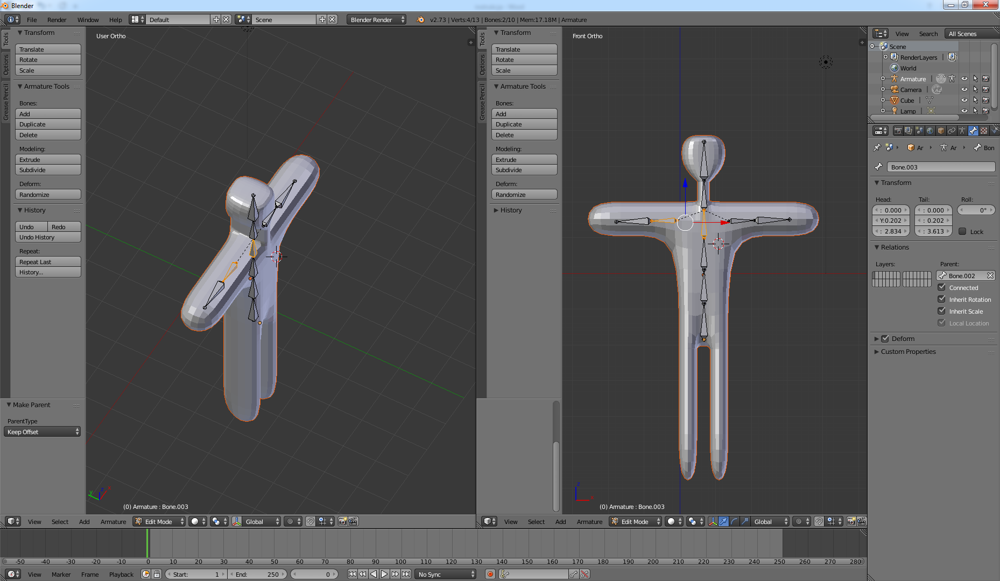 Blender
File Render Window Help Default Scene Blender Render v2.73 | Verts:4/13 | Bones:2/10 | Mem:17.18M | Armature
Tools
Options
Grease Pencil
Transform
Translate
Rotate
Scale
Armature Tools
Bones:
Add
Duplicate
Delete
Modeling:
Extrude
Subdivide
Deform:
Randomize
History
Undo Redo
Undo History
Repeat:
Repeat Last
History...
Make Parent
ParentType
Keep Offset
User Ortho
y z x
(0) Armature : Bone.003
View Select Add Armature Edit Mode Global
Tools
Options
Grease Pencil
Transform
Translate
Rotate
Scale
Armature Tools
Bones:
Add
Duplicate
Delete
Modeling:
Extrude
Subdivide
Deform:
Randomize
History
Front Ortho
z
x
(0) Armature : Bone.003
View Select Add Armature Edit Mode Global
View Search All Scenes
Scene
RenderLayers |
World
Armature |
Camera |
Cube |
Lamp |
Ar Ar Bon
Bone.003
Transform
Head: Tail: Roll:
: 0.000 : 0.000 0°
Y:0.202 : 0.202
: 2.834 : 3.613 Lock
Relations
Layers: Parent:
Bone.002
Connected
Inherit Rotation
Inherit Scale
Local Location
Deform
Custom Properties
-50 -40 -30 -20 -10 0 10 20 30 40 50 60 70 80 90 100 110 120 130 140 150 160 170 180 190 200 210 220 230 240 250 260 270 280
View Marker Frame Playback Start: 1 End: 250 0 No Sync